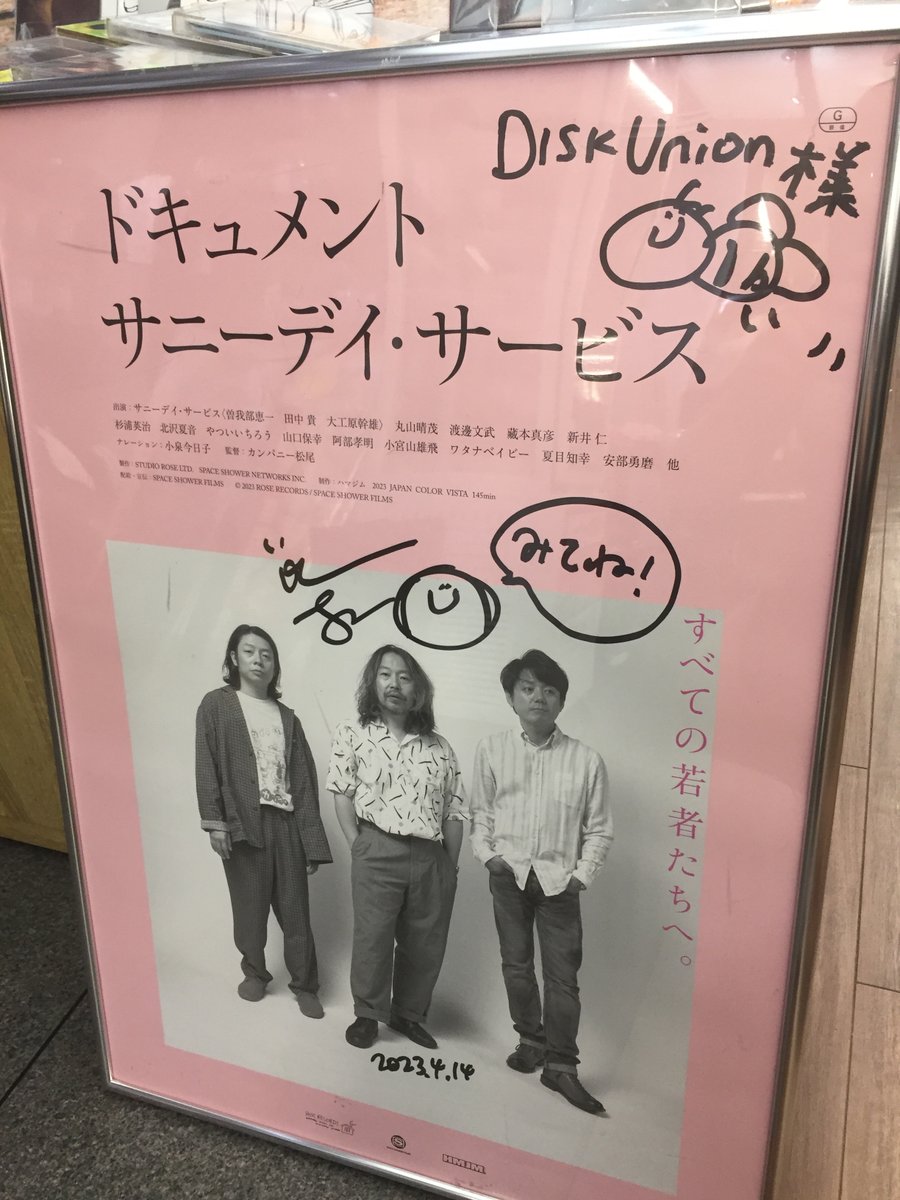 DISK Union 様
G
ドキュメント
サニーデイ・サービス
出演：サニーデイ・サービス（曽我部恵一　田中 貴　大工原幹雄）　丸山晴茂　渡邊文武　藏本真彦　新井 仁
杉浦英治　北沢夏音　やついいちろう　山口保幸　阿部孝明　小宮山雄飛　ワタナベイビー　夏目知幸　安部勇磨　他
ナレーション：小泉今日子　監督：カンパニー松尾
製作：STUDIO ROSE LTD.　SPACE SHOWER NETWORKS INC.　制作：ハマジム　2023 JAPAN COLOR VISTA 145min
配給・宣伝：SPACE SHOWER FILMS　© 2023 ROSE RECORDS / SPACE SHOWER FILMS
みてね！
すべての若者たちへ。
2023.4.14
HMJM